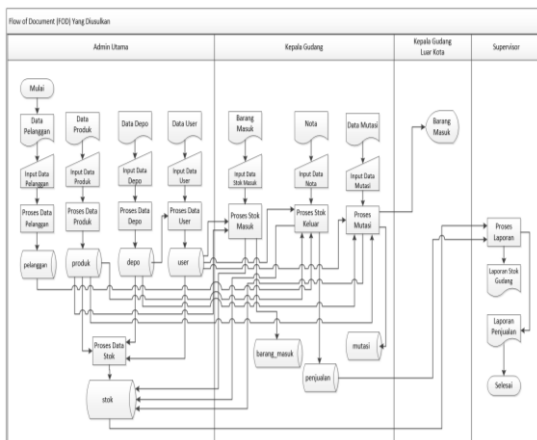 Flow of Document (FOD) Yang Diusulkan
Admin Utama
Kepala Gudang
Kepala Gudang
Luar Kota
Supervisor
Mulai
Data
Pelanggan
Data
Produk
Data Depo
Data User
Barang
Masuk
Nota
Data Mutasi
Barang
Masuk
Input Data
Pelanggan
Input Data
Produk
Input Data
Depo
Input Data
User
Input Data
Stok Masuk
Input Data
Nota
Input Data
Mutasi
Proses Data
Pelanggan
Proses Data
Produk
Proses Data
Depo
Proses Data
User
Proses Stok
Masuk
Proses Stok
Keluar
Proses
Mutasi
Proses
Laporan
pelanggan
produk
depo
user
Laporan Stok
Gudang
Proses Data
Stok
barang_masuk
mutasi
Laporan
Penjualan
penjualan
stok
Selesai